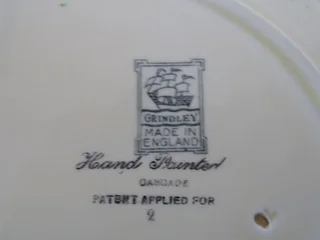 GRINDLEY
MADE IN
ENGLAND
Hand Painted
CASCADE
PATENT APPLIED FOR
2